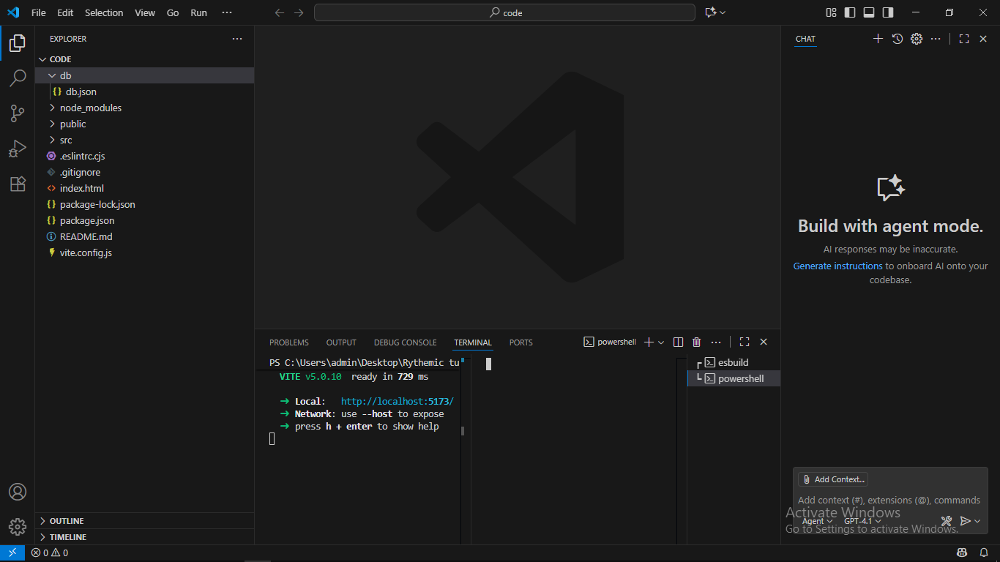 File Edit Selection View Go Run ···
code
EXPLORER
CODE
db
db.json
node_modules
public
src
.eslintrc.cjs
.gitignore
index.html
package-lock.json
package.json
README.md
vite.config.js
OUTLINE
TIMELINE
PROBLEMS OUTPUT DEBUG CONSOLE TERMINAL PORTS
powershell
PS C:\Users\admin\Desktop\Rythemic tu
VITE v5.0.10 ready in 729 ms
➜ Local: http://localhost:5173/
➜ Network: use --host to expose
➜ press h + enter to show help
esbuild
powershell
CHAT
Build with agent mode.
AI responses may be inaccurate.
Generate instructions to onboard AI onto your
codebase.
Add Context...
Add context (#), extensions (@), commands
Activate Windows
Agent GPT-4.1
Go to Settings to activate Windows.
0 0